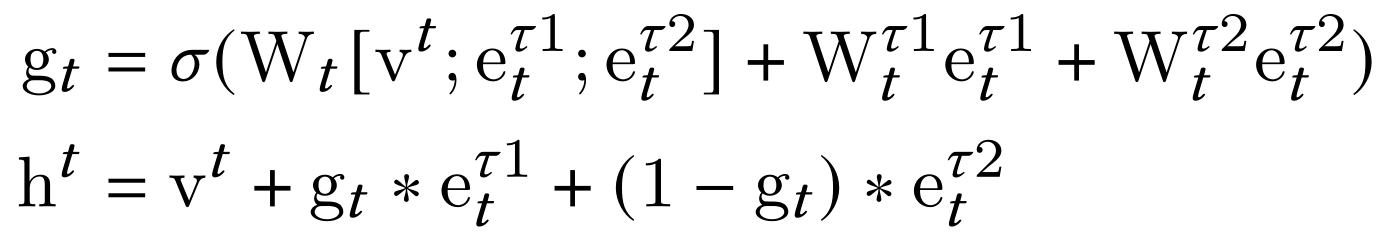 g_t = σ(W_t[v^t; e_t^{τ1}; e_t^{τ2}] + W_t^{τ1}e_t^{τ1} + W_t^{τ2}e_t^{τ2})
h^t = v^t + g_t * e_t^{τ1} + (1 − g_t) * e_t^{τ2}